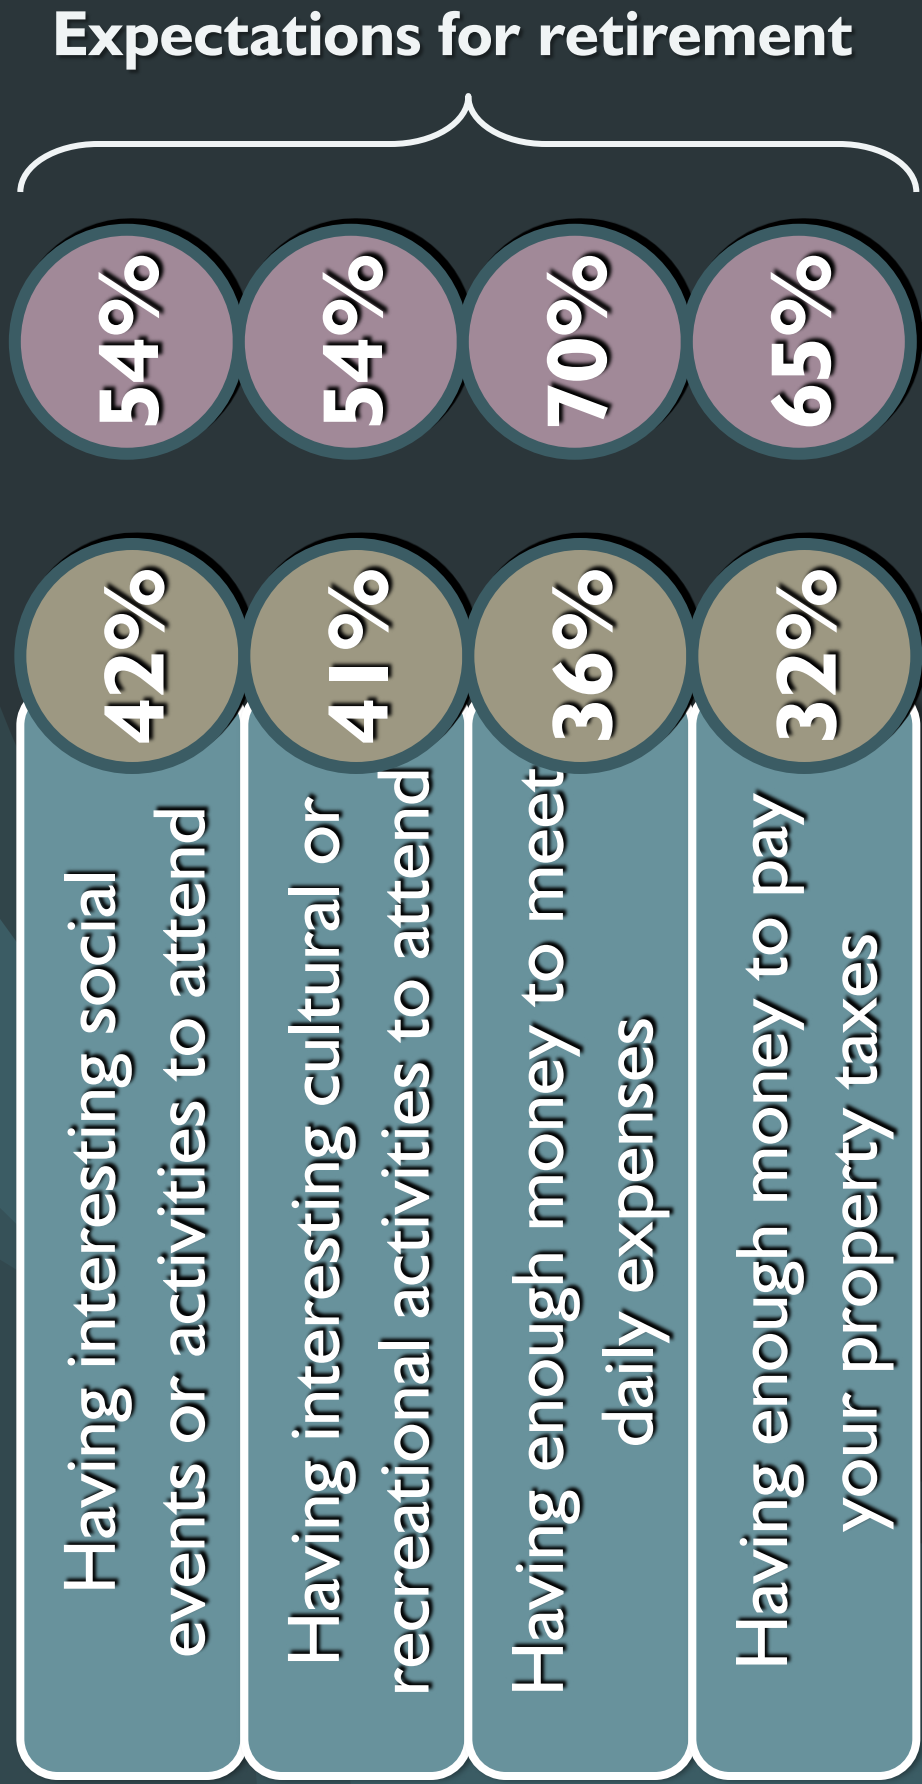 Expectations for retirement
54%
54%
70%
65%
42%
41%
36%
32%
Having interesting social
events or activities to attend
Having interesting cultural or
recreational activities to attend
Having enough money to meet
daily expenses
Having enough money to pay
your property taxes